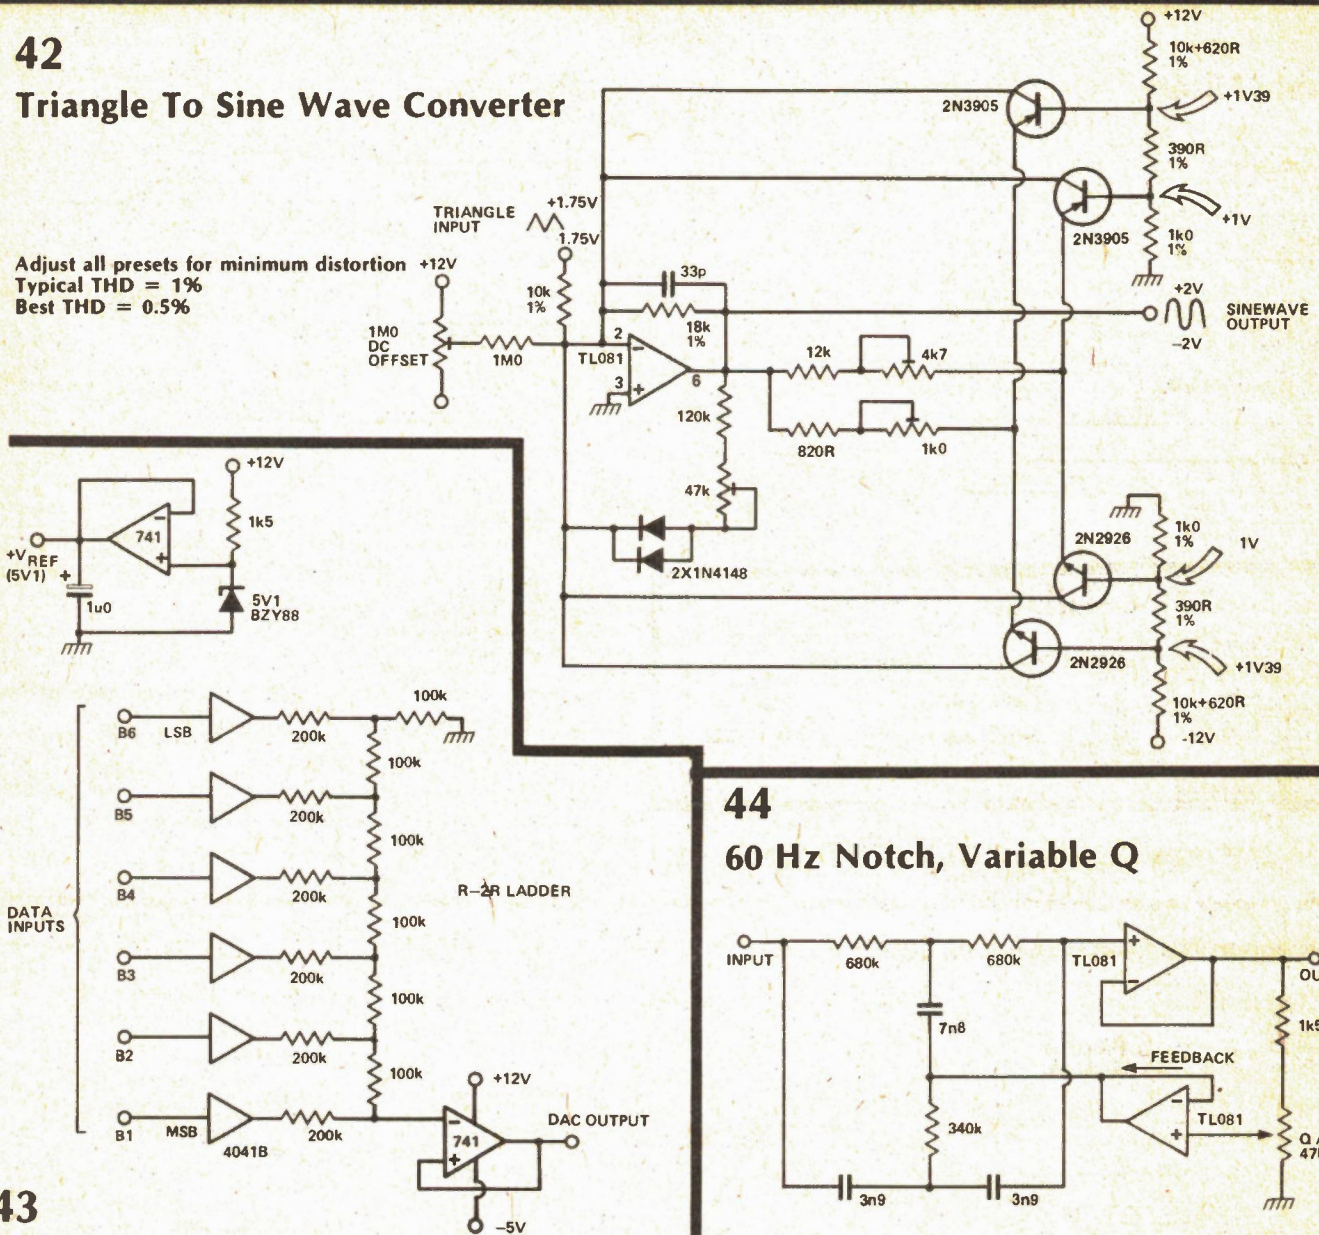 42
Triangle To Sine Wave Converter
Adjust all presets for minimum distortion
Typical THD = 1%
Best THD = 0.5%
TRIANGLE
INPUT
+1.75V
1.75V
+12V
1M0
DC
OFFSET
1M0
10k
1%
33p
18k
1%
2
TL081
3
6
-
+
120k
47k
2X1N4148
12k
4k7
820R
1k0
2N3905
2N3905
+12V
10k+620R
1%
+1V39
390R
1%
+1V
1k0
1%
+2V
SINEWAVE
OUTPUT
-2V
2N2926
1k0
1%
1V
390R
1%
2N2926
+1V39
10k+620R
1%
-12V
+12V
1k5
741
-
+
+VREF
(5V1)
+
1u0
5V1
BZY88
DATA
INPUTS
B6
LSB
200k
100k
100k
B5
200k
100k
B4
200k
R-2R LADDER
100k
B3
200k
100k
B2
200k
100k
B1
MSB
4041B
200k
+12V
-
741
+
DAC OUTPUT
-5V
43
44
60 Hz Notch, Variable Q
INPUT
680k
680k
TL081
+
-
OU
7n8
1k5
FEEDBACK
-
TL081
+
340k
Q A
47
3n9
3n9